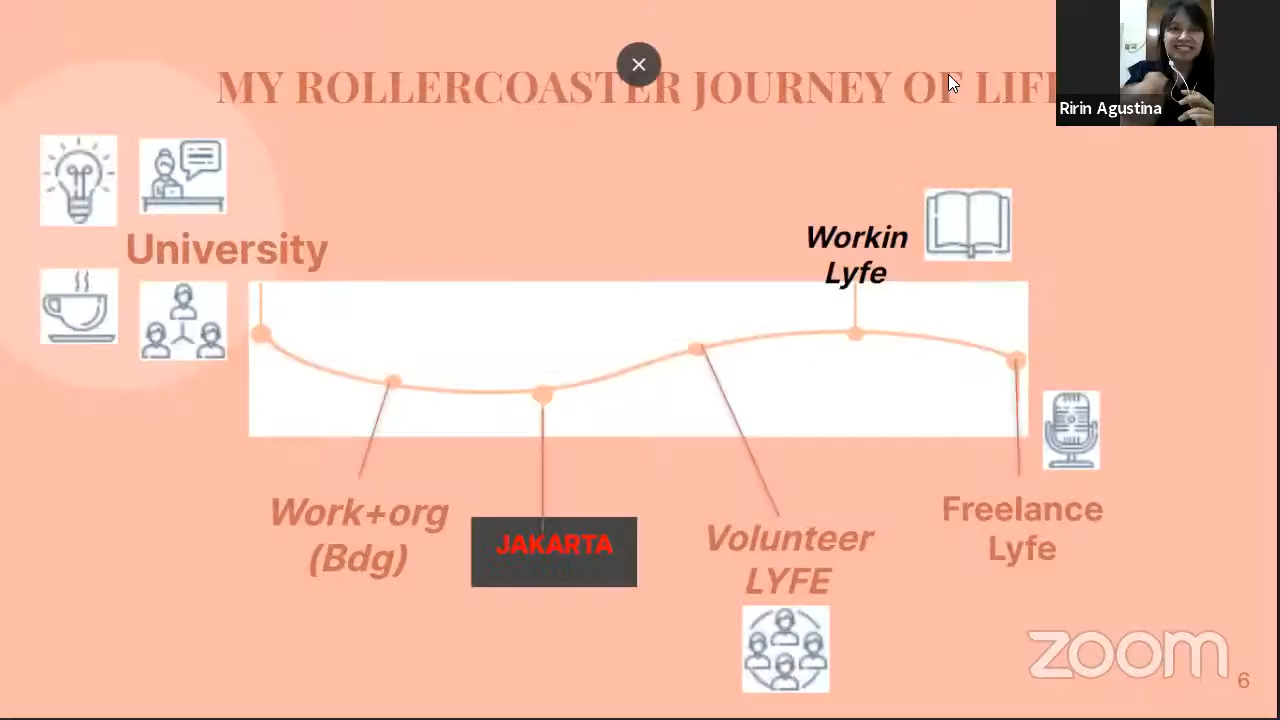 MY ROLLERCOASTER JOURNEY OF LIF
Ririn Agustina
University
Workin
Lyfe
Work+org
(Bdg)
JAKARTA
Volunteer
LYFE
Freelance
Lyfe
zoom
6